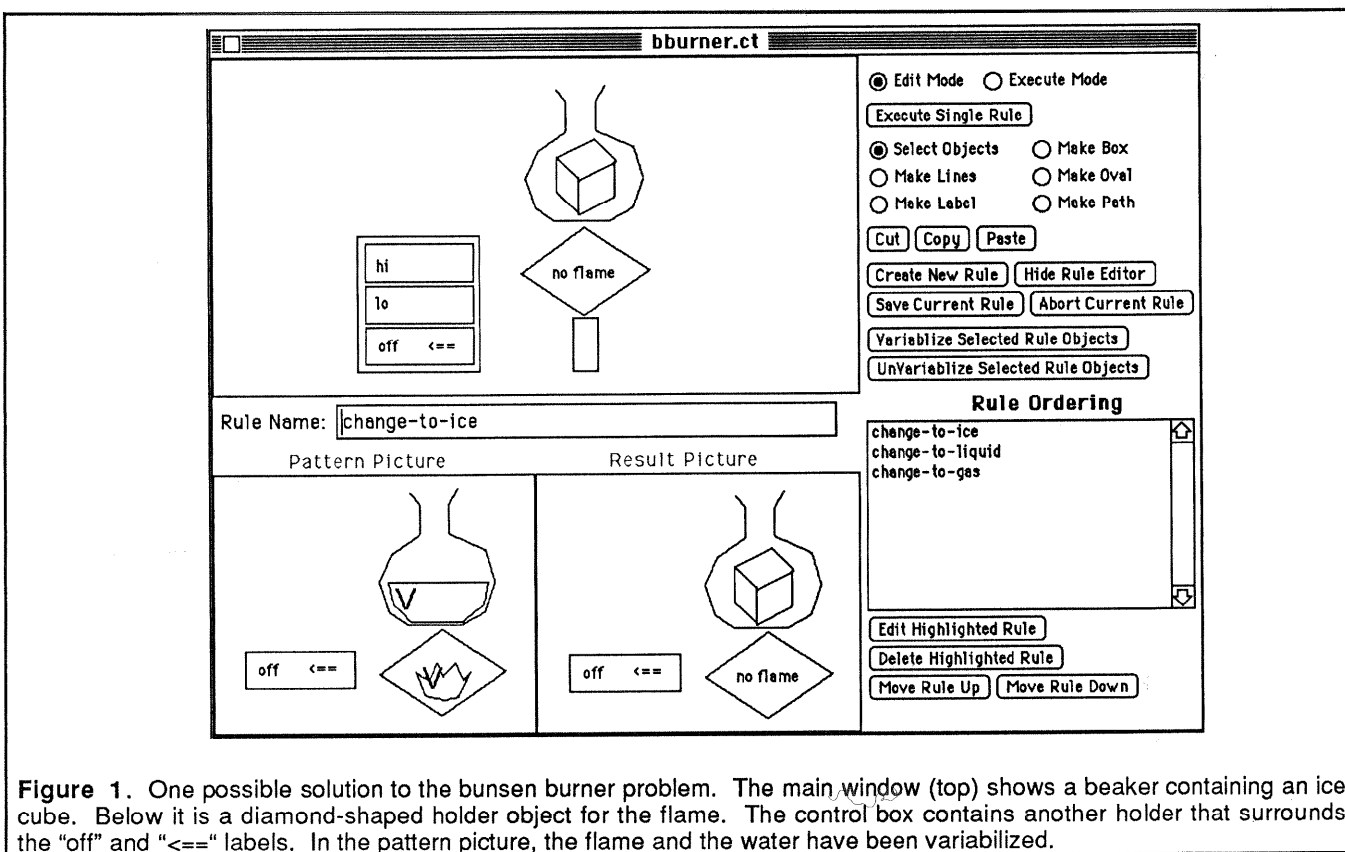 bburner.ct
hi
lo
off <==
no flame
Edit Mode Execute Mode
Execute Single Rule
Select Objects Make Box
Make Lines Make Oval
Make Label Make Path
Cut Copy Paste
Create New Rule Hide Rule Editor
Save Current Rule Abort Current Rule
Variablize Selected Rule Objects
UnVariablize Selected Rule Objects
Rule Name: change-to-ice
Pattern Picture Result Picture
V
off <==
V
off <==
no flame
Rule Ordering
change-to-ice
change-to-liquid
change-to-gas
Edit Highlighted Rule
Delete Highlighted Rule
Move Rule Up Move Rule Down
Figure 1. One possible solution to the bunsen burner problem. The main window (top) shows a beaker containing an ice
cube. Below it is a diamond-shaped holder object for the flame. The control box contains another holder that surrounds
the "off" and "<==" labels. In the pattern picture, the flame and the water have been variabilized.